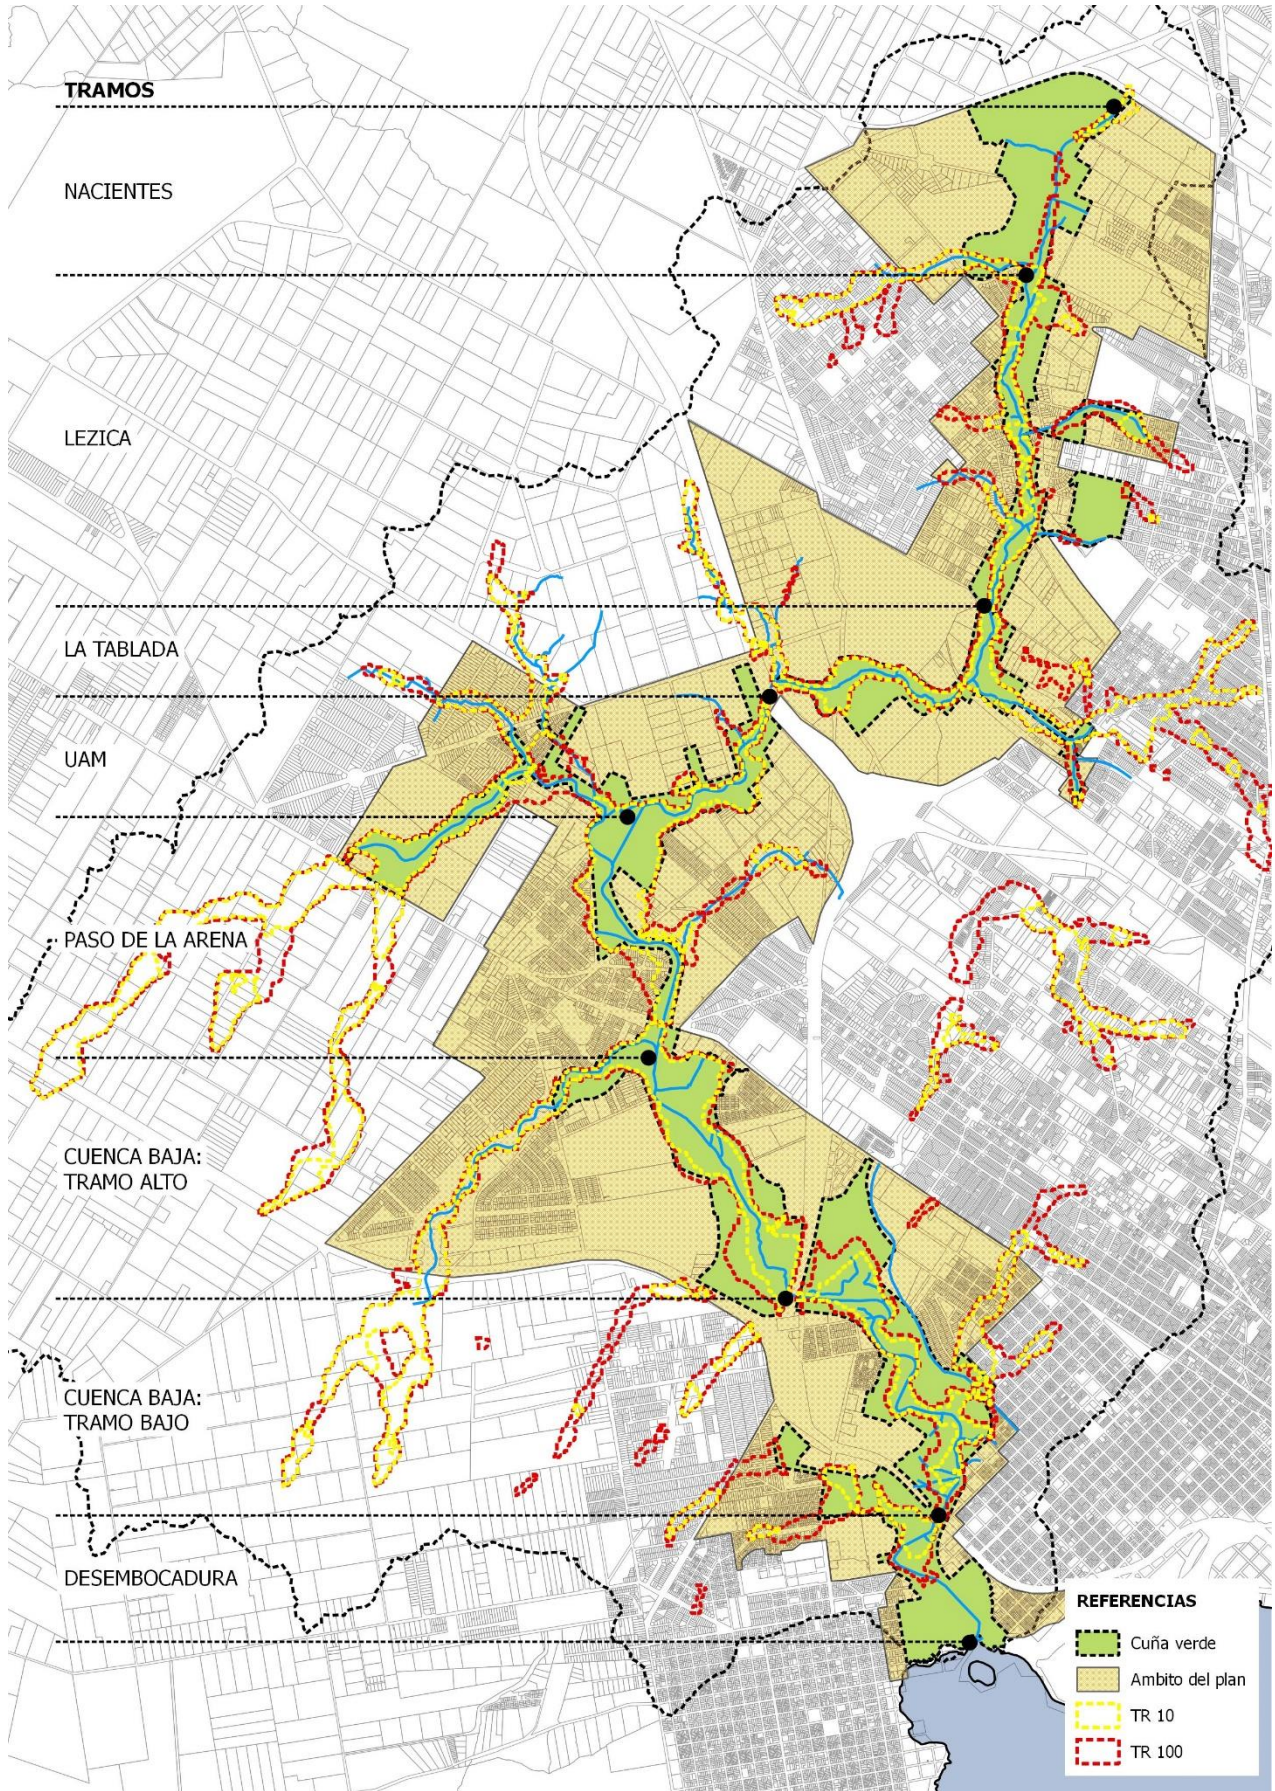 TRAMOS
NACIENTES
LEZICA
LA TABLADA
UAM
PASO DE LA ARENA
CUENCA BAJA:
TRAMO ALTO
CUENCA BAJA:
TRAMO BAJO
DESEMBOCADURA
REFERENCIAS
Cuña verde
Ambito del plan
TR 10
TR 100